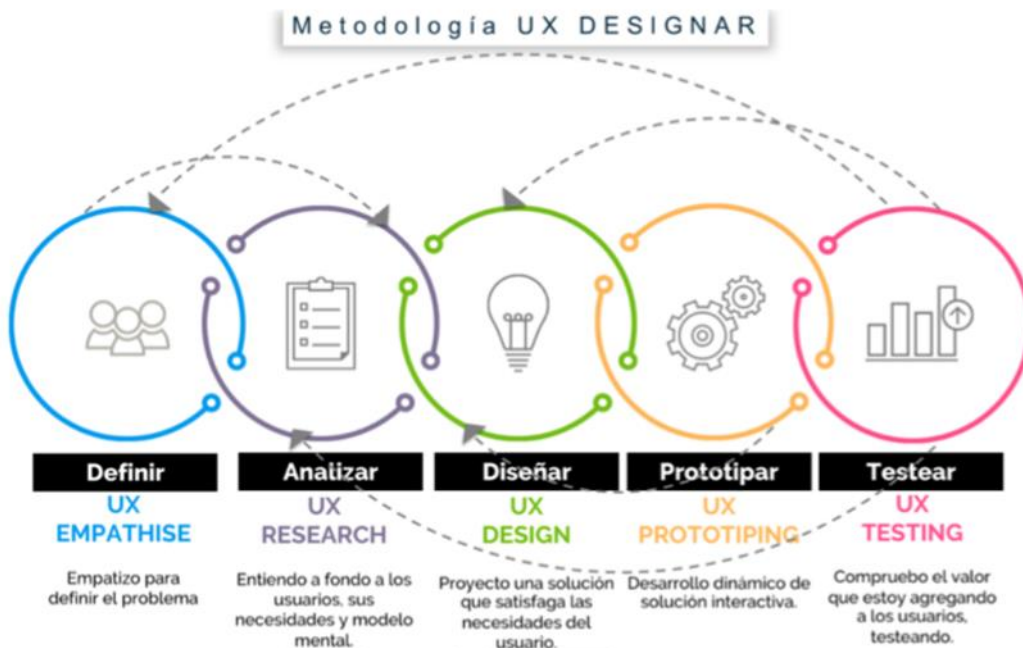 Metodología UX DESIGNAR
Definir
UX
EMPATHISE
Empatizo para
definir el problema
Analizar
UX
RESEARCH
Entiendo a fondo a los
usuarios, sus
necesidades y modelo
mental.
Diseñar
UX
DESIGN
Proyecto una solución
que satisfaga las
necesidades del
usuario.
Prototipar
UX
PROTOTIPING
Desarrollo dinámico de
solución interactiva.
Testear
UX
TESTING
Compruebo el valor
que estoy agregando
a los usuarios,
testeando.